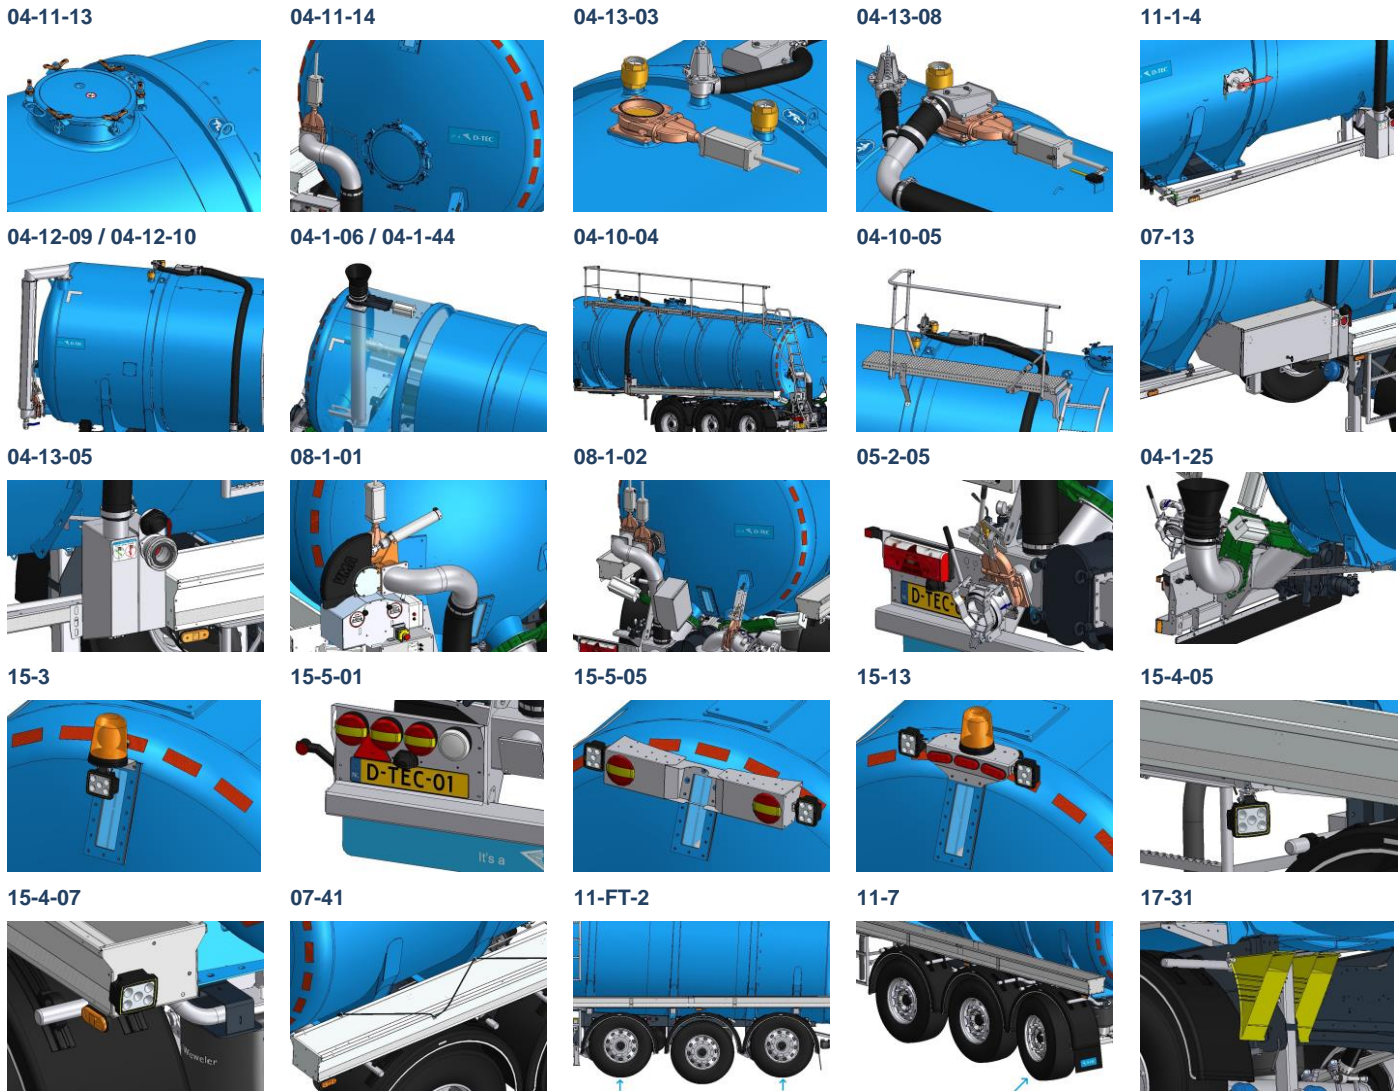 04-11-13 04-11-14 04-13-03 04-13-08 11-1-4
D-TEC
04-12-09 / 04-12-10 04-1-06 / 04-1-44 04-10-04 04-10-05 07-13
04-13-05 08-1-01 08-1-02 05-2-05 04-1-25
D-TEC
D-TEC-
15-3 15-5-01 15-5-05 15-13 15-4-05
D-TEC-01
It's a
15-4-07 07-41 11-FT-2 11-7 17-31
Weweler